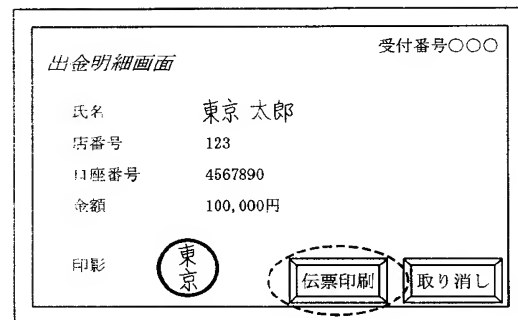 受付番号○○○
出金明細画面
氏名 東京 太郎
店番号 123
口座番号 4567890
金額 100,000円
印影 東京
伝票印刷 取り消し